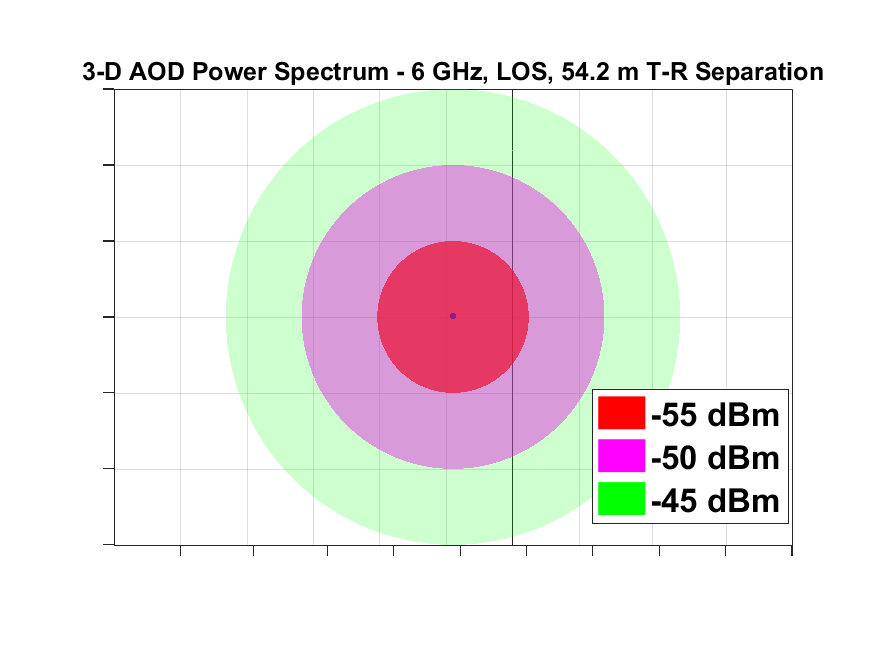 3-D AOD Power Spectrum - 6 GHz, LOS, 54.2 m T-R Separation
-55 dBm
-50 dBm
-45 dBm